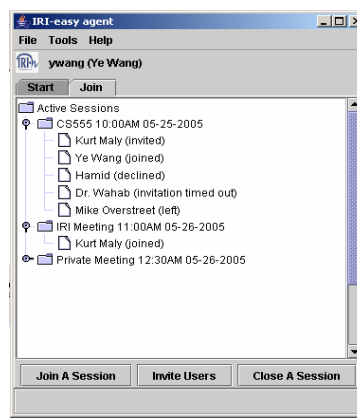 IRI-easy agent
File Tools Help
IRI ywang (Ye Wang)
Start Join
Active Sessions
CS555 10:00AM 05-25-2005
Kurt Maly (invited)
Ye Wang (joined)
Hamid (declined)
Dr. Wahab (invitation timed out)
Mike Overstreet (left)
IRI Meeting 11:00AM 05-26-2005
Kurt Maly (joined)
Private Meeting 12:30AM 05-26-2005
Join A Session Invite Users Close A Session